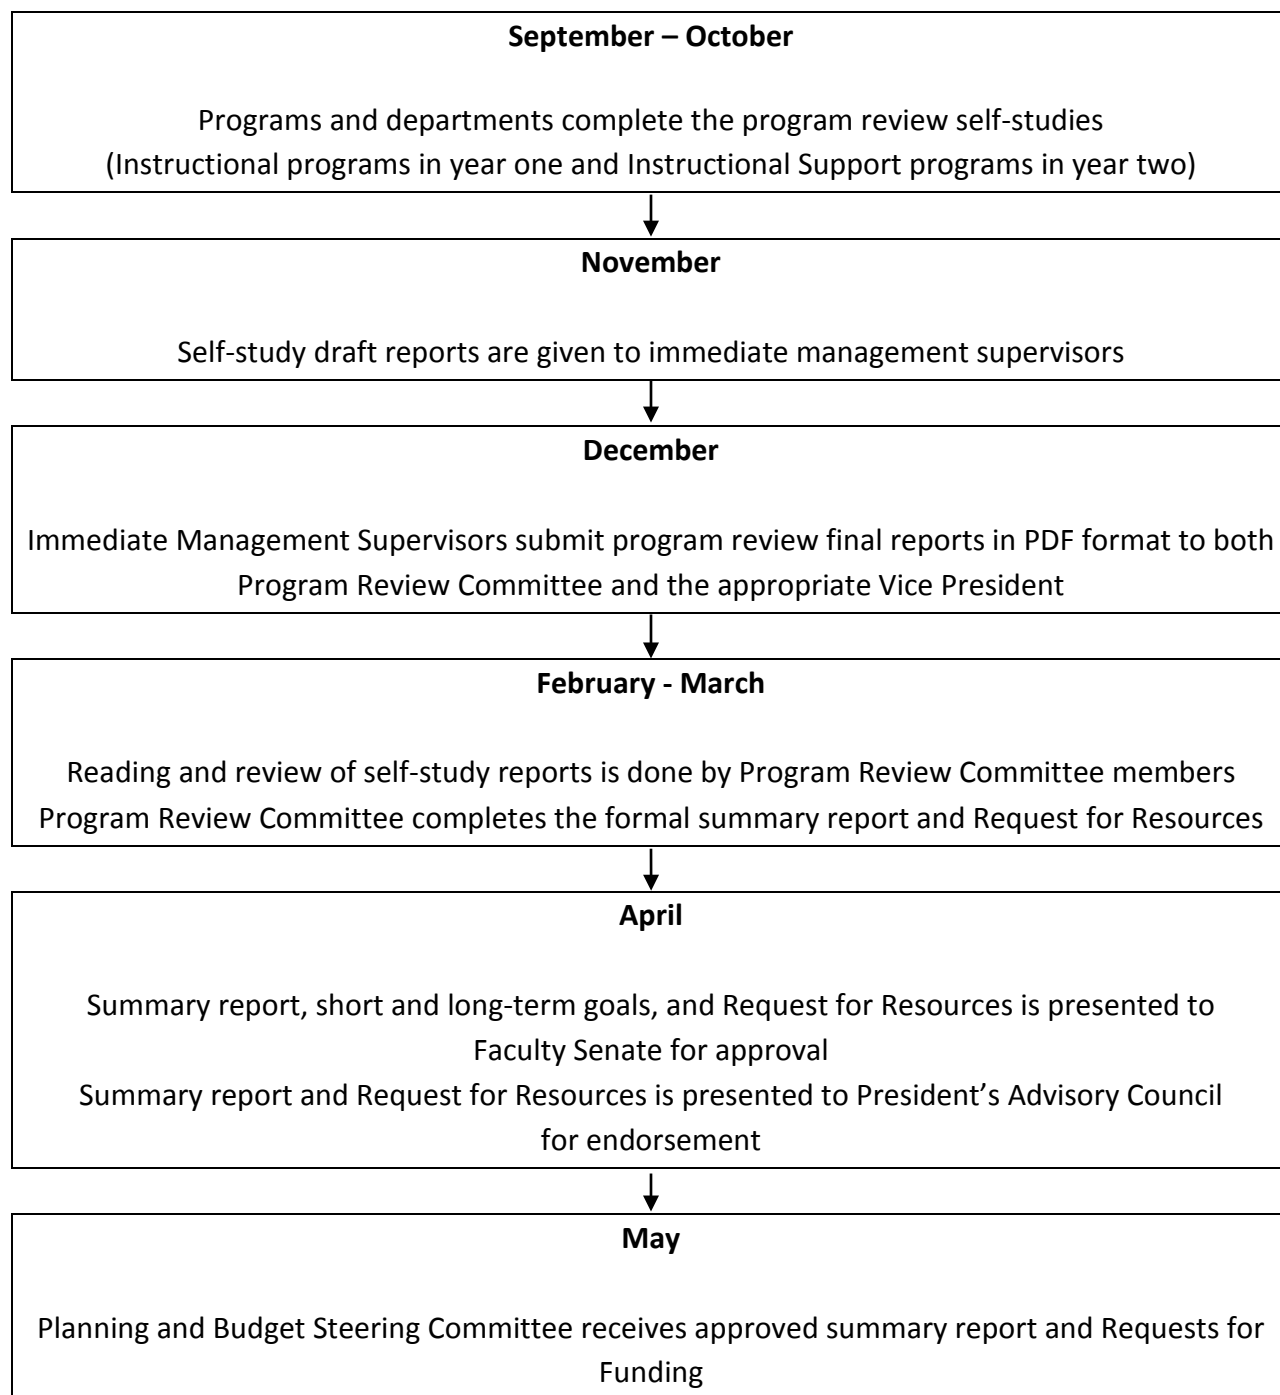 September – October
Programs and departments complete the program review self-studies
(Instructional programs in year one and Instructional Support programs in year two)
November
Self-study draft reports are given to immediate management supervisors
December
Immediate Management Supervisors submit program review final reports in PDF format to both
Program Review Committee and the appropriate Vice President
February - March
Reading and review of self-study reports is done by Program Review Committee members
Program Review Committee completes the formal summary report and Request for Resources
April
Summary report, short and long-term goals, and Request for Resources is presented to
Faculty Senate for approval
Summary report and Request for Resources is presented to President’s Advisory Council
for endorsement
May
Planning and Budget Steering Committee receives approved summary report and Requests for
Funding